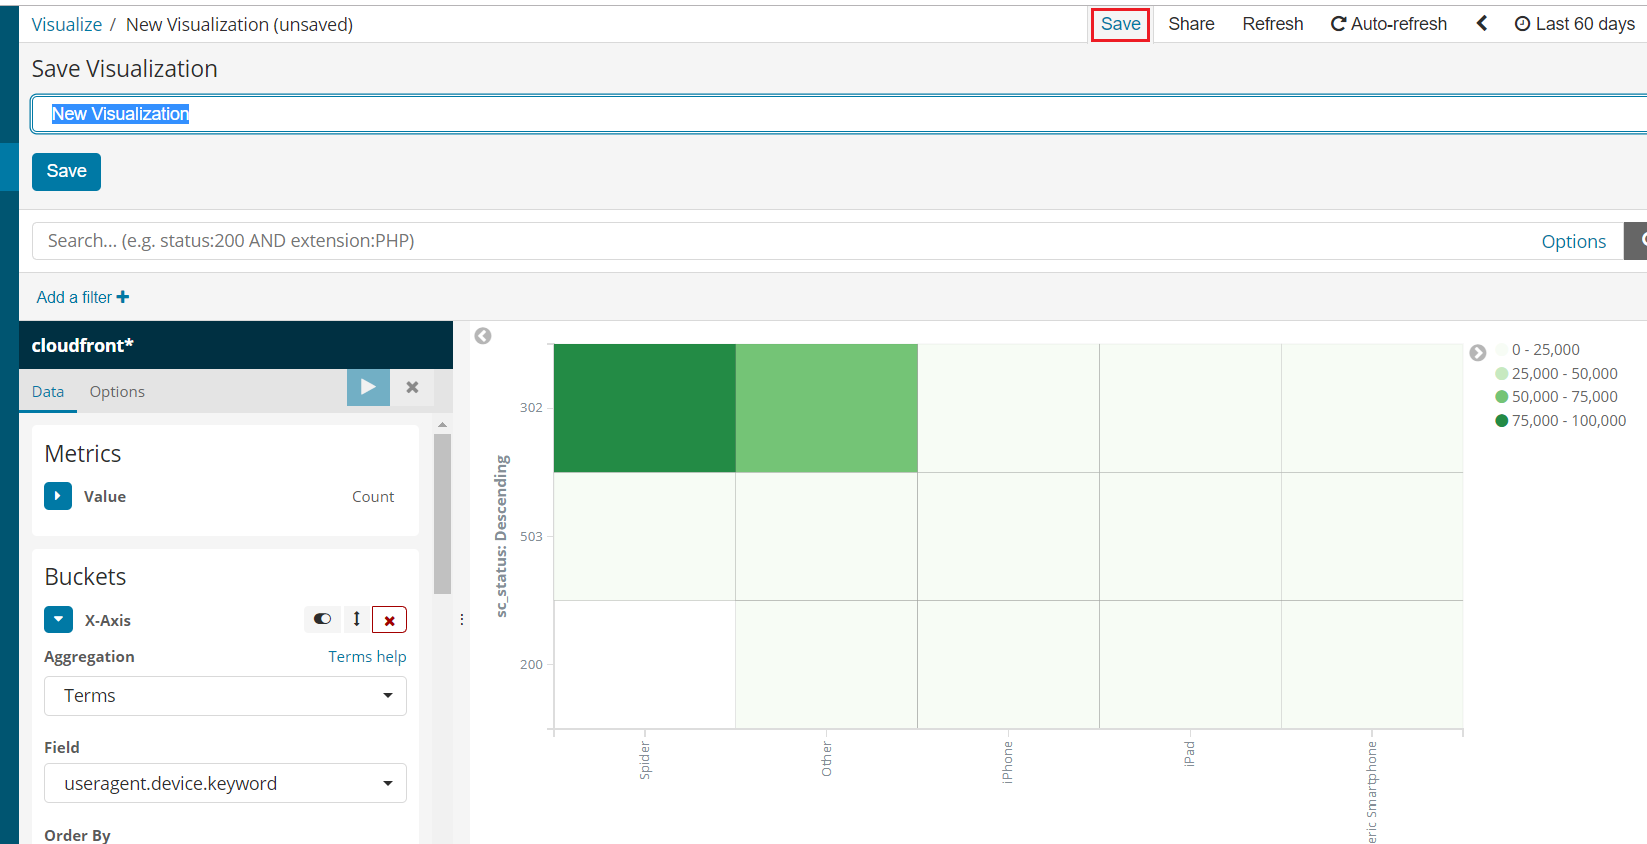 Visualize / New Visualization (unsaved)
Save Share Refresh Auto-refresh Last 60 days
Save Visualization
New Visualization
Save
Search... (e.g. status:200 AND extension:PHP) Options
Add a filter
cloudfront*
Data Options
Metrics
Value Count
Buckets
X-Axis
Aggregation Terms help
Terms
Field
useragent.device.keyword
Order By
sc_status: Descending
302
503
200
Spider
Other
iPhone
iPad
eric Smartphone
0 - 25,000
25,000 - 50,000
50,000 - 75,000
75,000 - 100,000